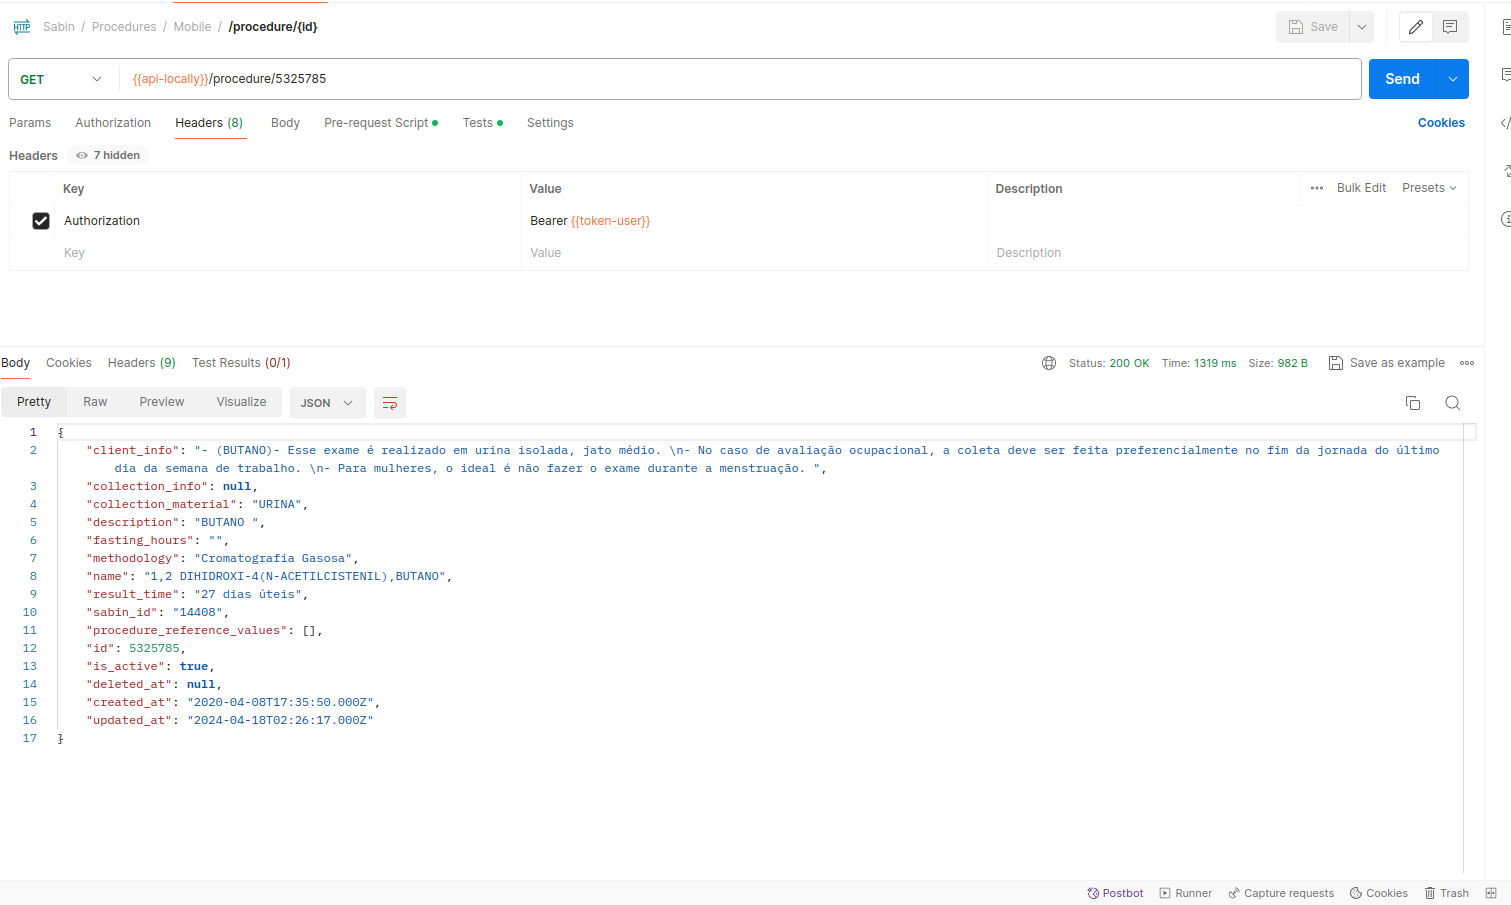 HTTP Sabin / Procedures / Mobile / /procedure/{id}
Save
GET {{api-locally}}/procedure/5325785 Send
Params Authorization Headers (8) Body Pre-request Script Tests Settings Cookies
Headers 7 hidden
Key Value Description Bulk Edit Presets
Authorization Bearer {{token-user}}
Key Value Description
Body Cookies Headers (9) Test Results (0/1) Status: 200 OK Time: 1319 ms Size: 982 B Save as example
Pretty Raw Preview Visualize JSON
1 {
2 "client_info": "- (BUTANO)- Esse exame é realizado em urina isolada, jato médio. \n- No caso de avaliação ocupacional, a coleta deve ser feita preferencialmente no fim da jornada do último
dia da semana de trabalho. \n- Para mulheres, o ideal é não fazer o exame durante a menstruação. ",
3 "collection_info": null,
4 "collection_material": "URINA",
5 "description": "BUTANO ",
6 "fasting_hours": "",
7 "methodology": "Cromatografia Gasosa",
8 "name": "1,2 DIHIDROXI-4(N-ACETILCISTENIL),BUTANO",
9 "result_time": "27 dias úteis",
10 "sabin_id": "14408",
11 "procedure_reference_values": [],
12 "id": 5325785,
13 "is_active": true,
14 "deleted_at": null,
15 "created_at": "2020-04-08T17:35:50.000Z",
16 "updated_at": "2024-04-18T02:26:17.000Z"
17 }
Postbot Runner Capture requests Cookies Trash